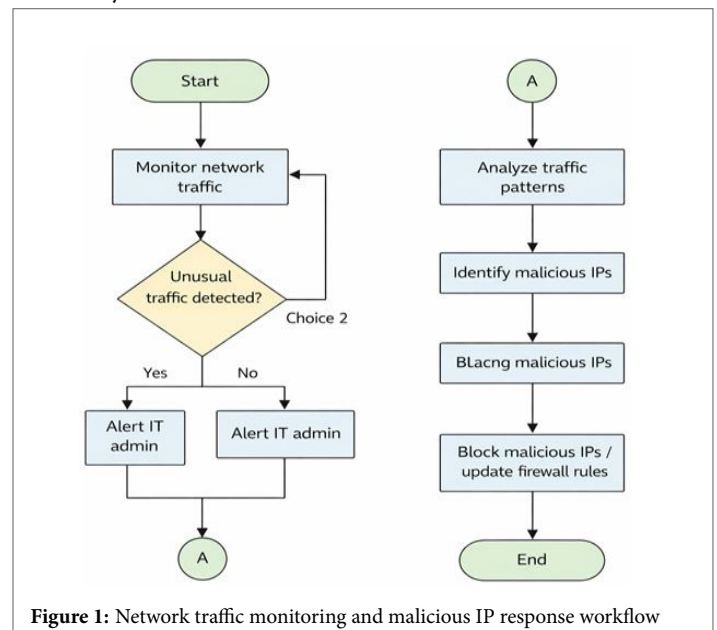 Start
Monitor network
traffic
Unusual
traffic detected?
Choice 2
Yes
No
Alert IT
admin
Alert IT admin
A
A
Analyze traffic
patterns
Identify malicious IPs
BLacng malicious IPs
Block malicious IPs /
update firewall rules
End
Figure 1: Network traffic monitoring and malicious IP response workflow